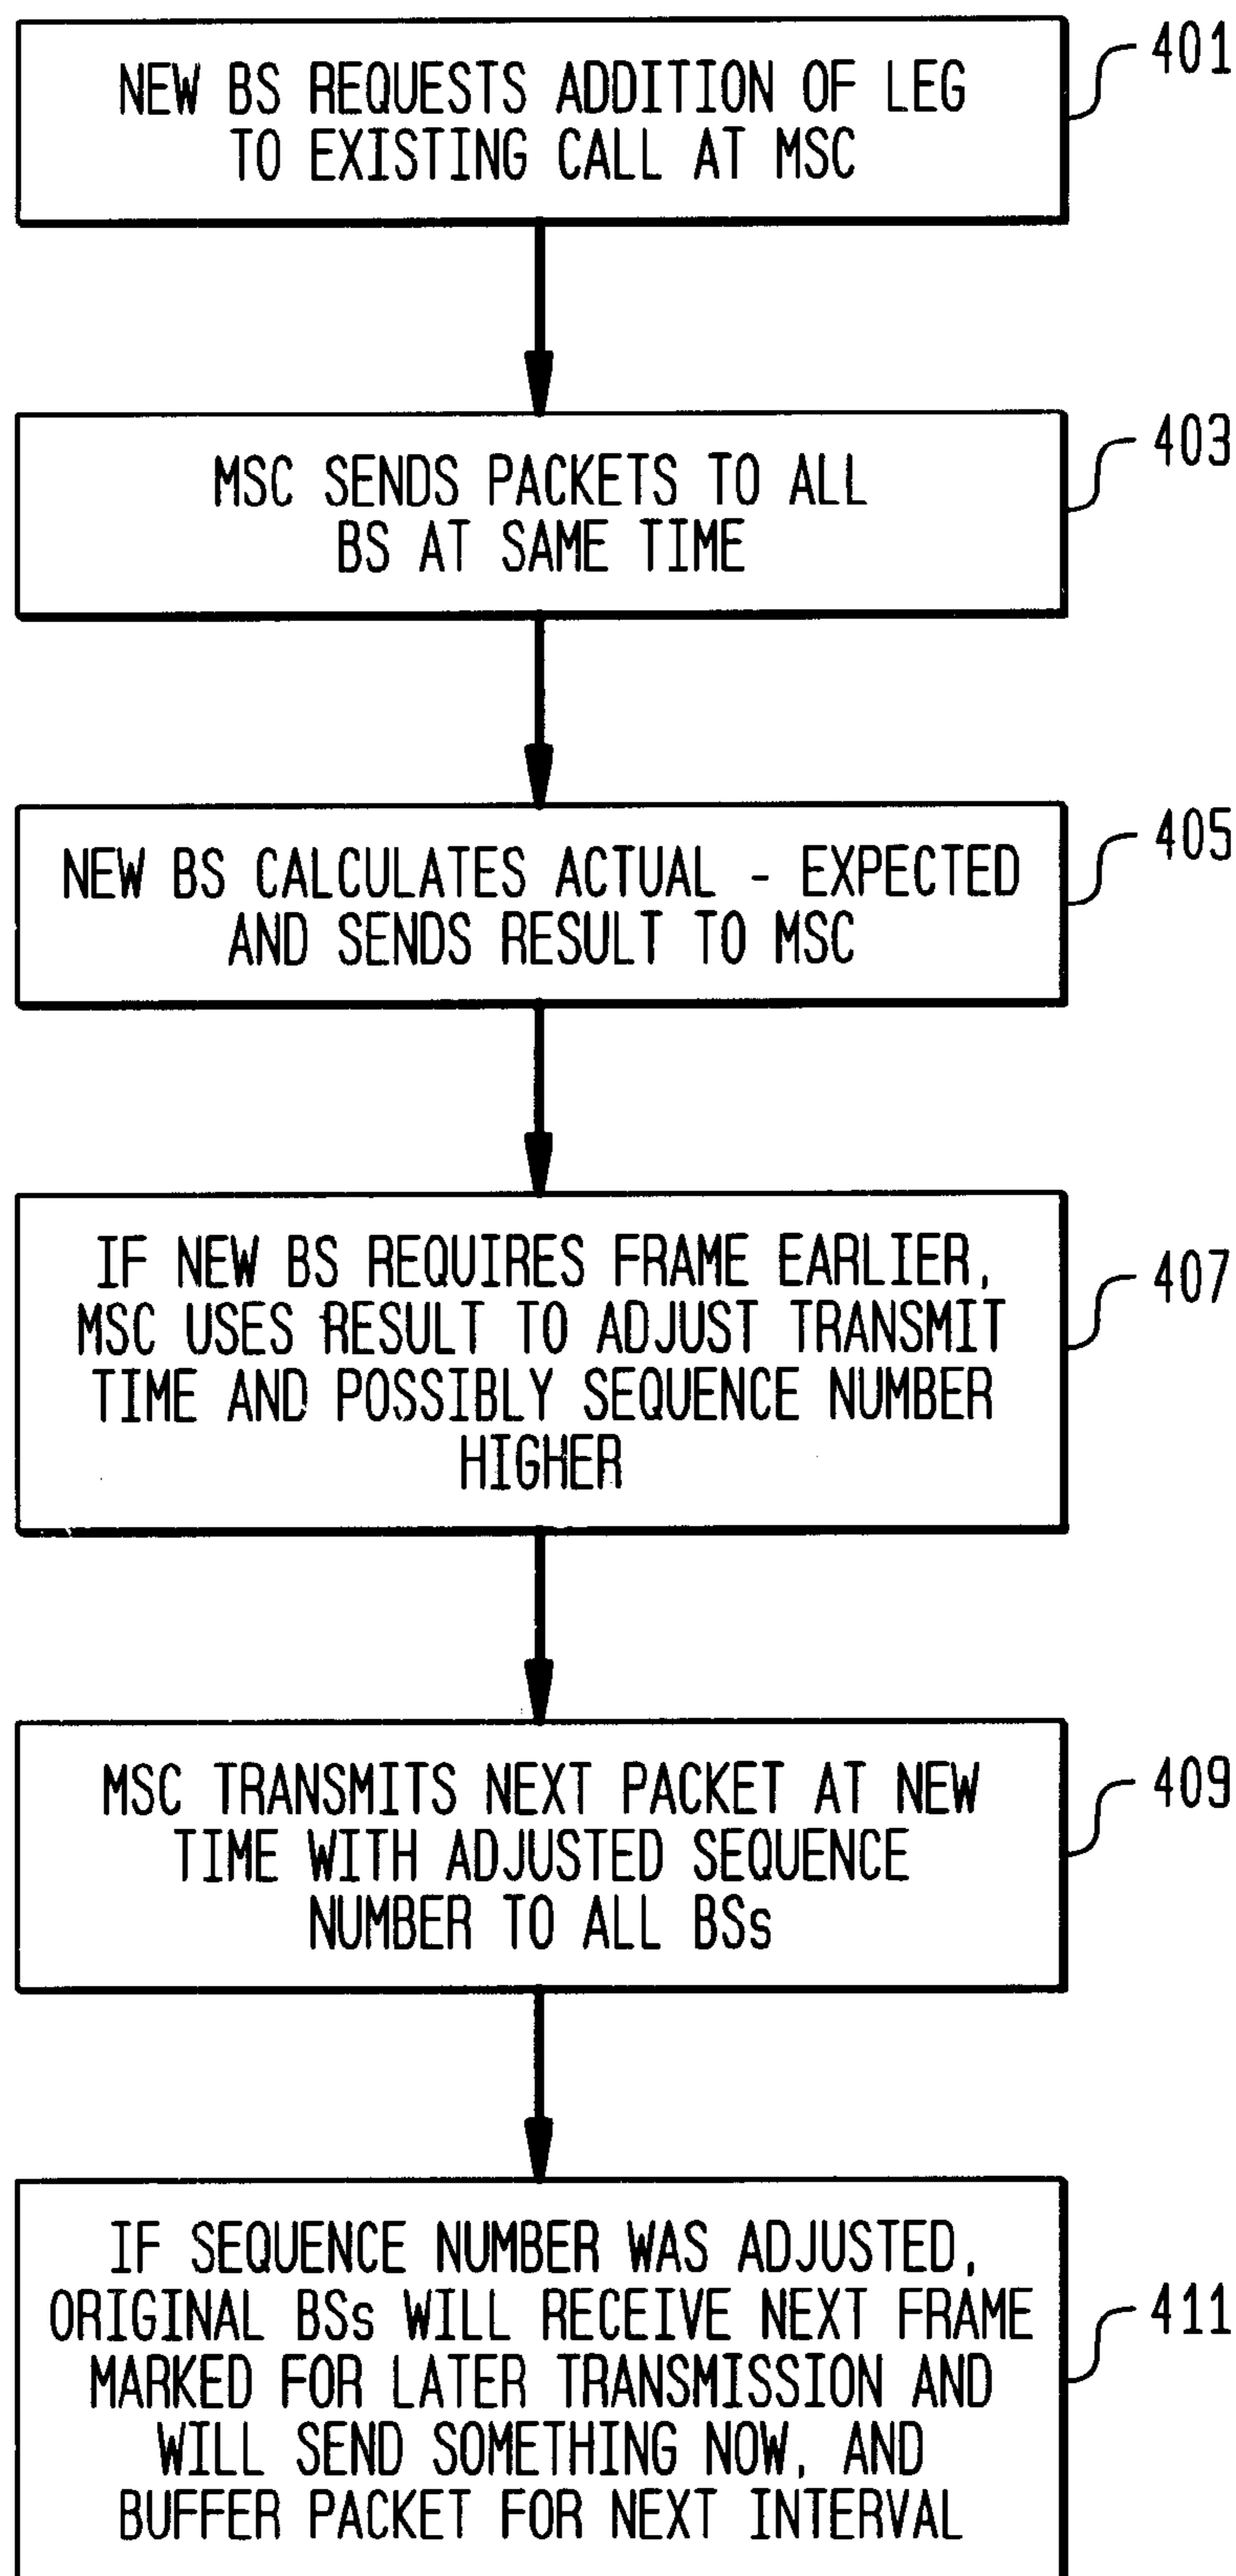 NEW BS REQUESTS ADDITION OF LEG
TO EXISTING CALL AT MSC
401
MSC SENDS PACKETS TO ALL
BS AT SAME TIME
403
NEW BS CALCULATES ACTUAL - EXPECTED
AND SENDS RESULT TO MSC
405
IF NEW BS REQUIRES FRAME EARLIER,
MSC USES RESULT TO ADJUST TRANSMIT
TIME AND POSSIBLY SEQUENCE NUMBER
HIGHER
407
MSC TRANSMITS NEXT PACKET AT NEW
TIME WITH ADJUSTED SEQUENCE
NUMBER TO ALL BSs
409
IF SEQUENCE NUMBER WAS ADJUSTED,
ORIGINAL BSs WILL RECEIVE NEXT FRAME
MARKED FOR LATER TRANSMISSION AND
WILL SEND SOMETHING NOW, AND
BUFFER PACKET FOR NEXT INTERVAL
411